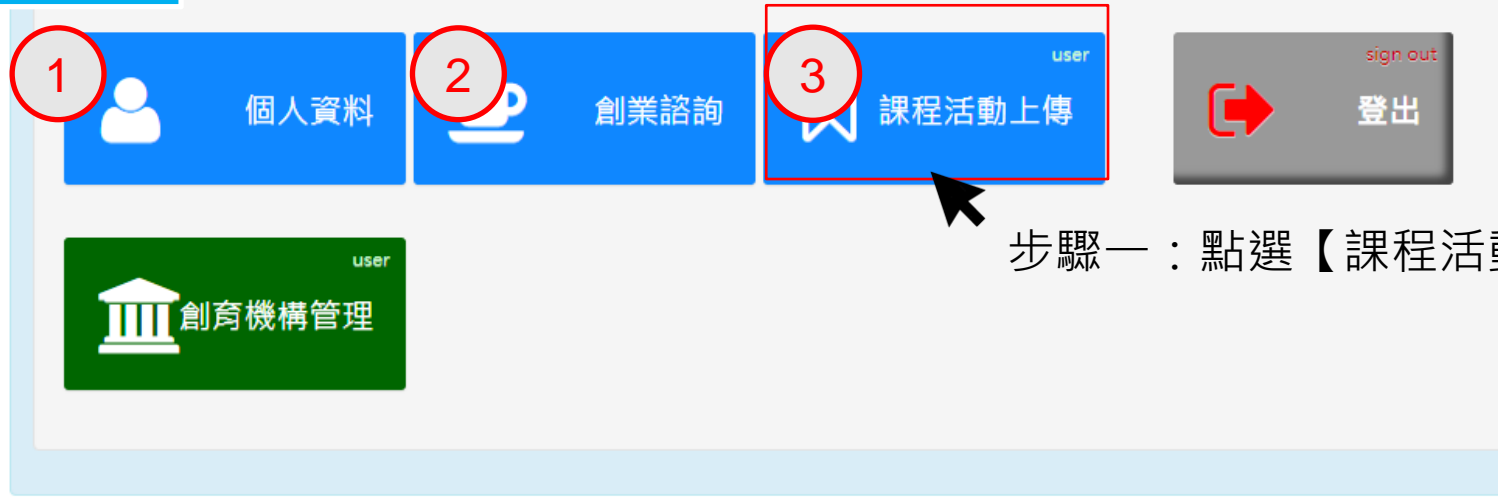 1
個人資料
2
創業諮詢
3
user
課程活動上傳
sign out
登出
步驟一：點選【課程活
user
創育機構管理